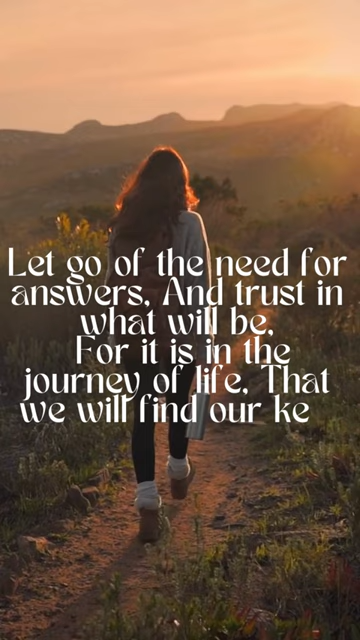 Let go of the need for
answers, And trust in
what will be,
For it is in the
journey of life, That
we will find our ke